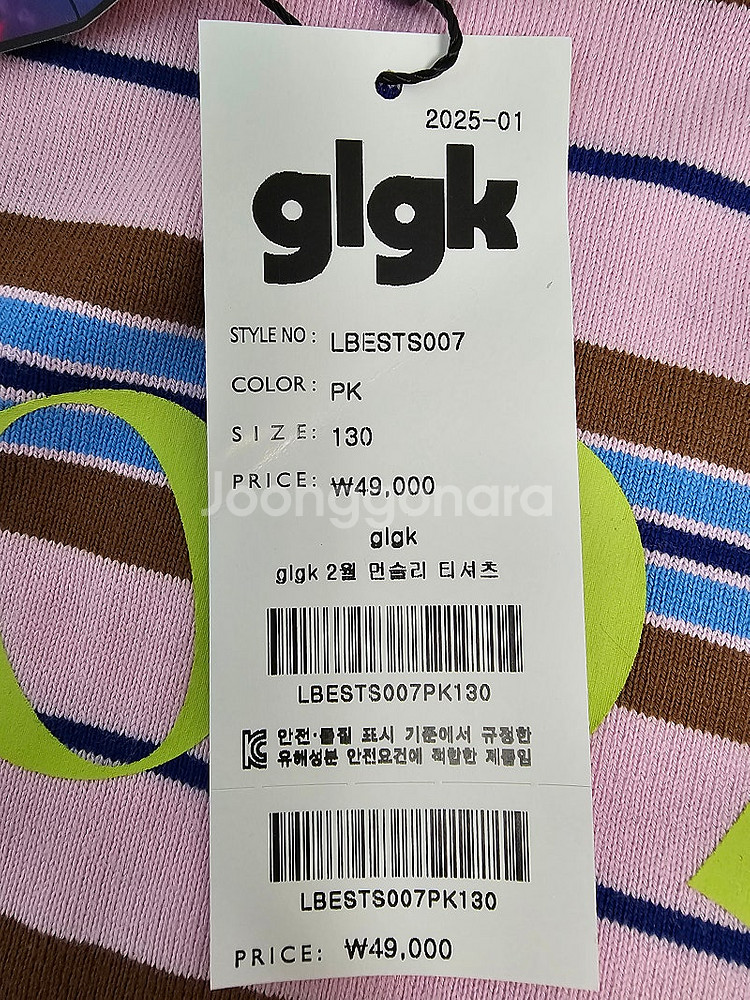 2025-01
glgk
STYLE NO : LBESTS007
COLOR : PK
SIZE : 130
PRICE : ₩49,000
Joonggonara
glgk
glgk 2월 먼슬리 티셔츠
LBESTS007PK130
안전·품질 표시 기준에서 규정한
유해성분 안전요건에 적합한 제품임
LBESTS007PK130
PRICE : ₩49,000